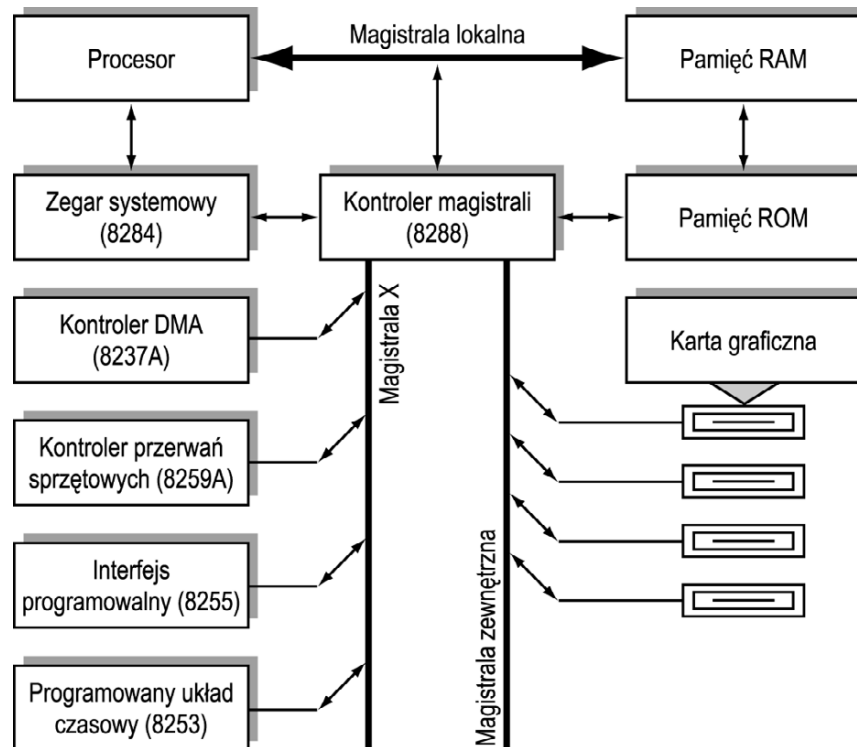 Magistrala lokalna
Procesor
Pamięć RAM
Zegar systemowy
(8284)
Kontroler magistrali
(8288)
Pamięć ROM
Kontroler DMA
(8237A)
Magistrala X
Karta graficzna
Kontroler przerwań
sprzętowych (8259A)
Interfejs
programowalny (8255)
Magistrala zewnętrzna
Programowany układ
czasowy (8253)